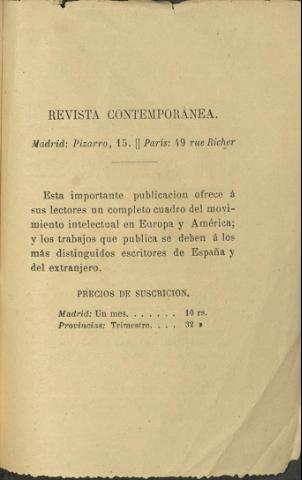 REVISTA CONTEMPORÁNEA.
Madrid: Pizarro, 15. || Paris: 49 rue Richer
Esta importante publicacion ofrece á
sus lectores un completo cuadro del movi-
miento intelectual en Europa y América;
y los trabajos que publica se deben á los
más distinguidos escritores de España y
del extranjero.
PRECIOS DE SUSCRICION.
Madrid: Un mes. . . . . . . 10 rs.
Provincias: Trimestre. . . . 32 »